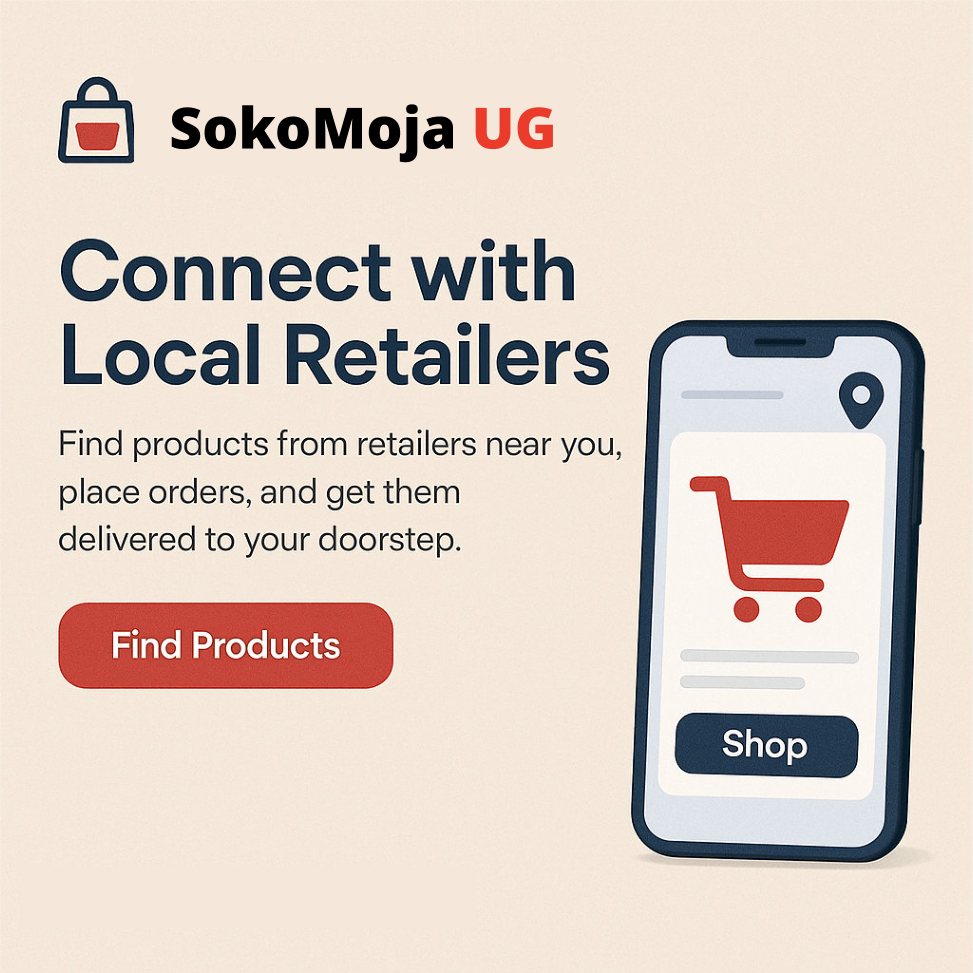 SokoMoja UG
Connect with
Local Retailers
Find products from retailers near you,
place orders, and get them
delivered to your doorstep.
Find Products
Shop